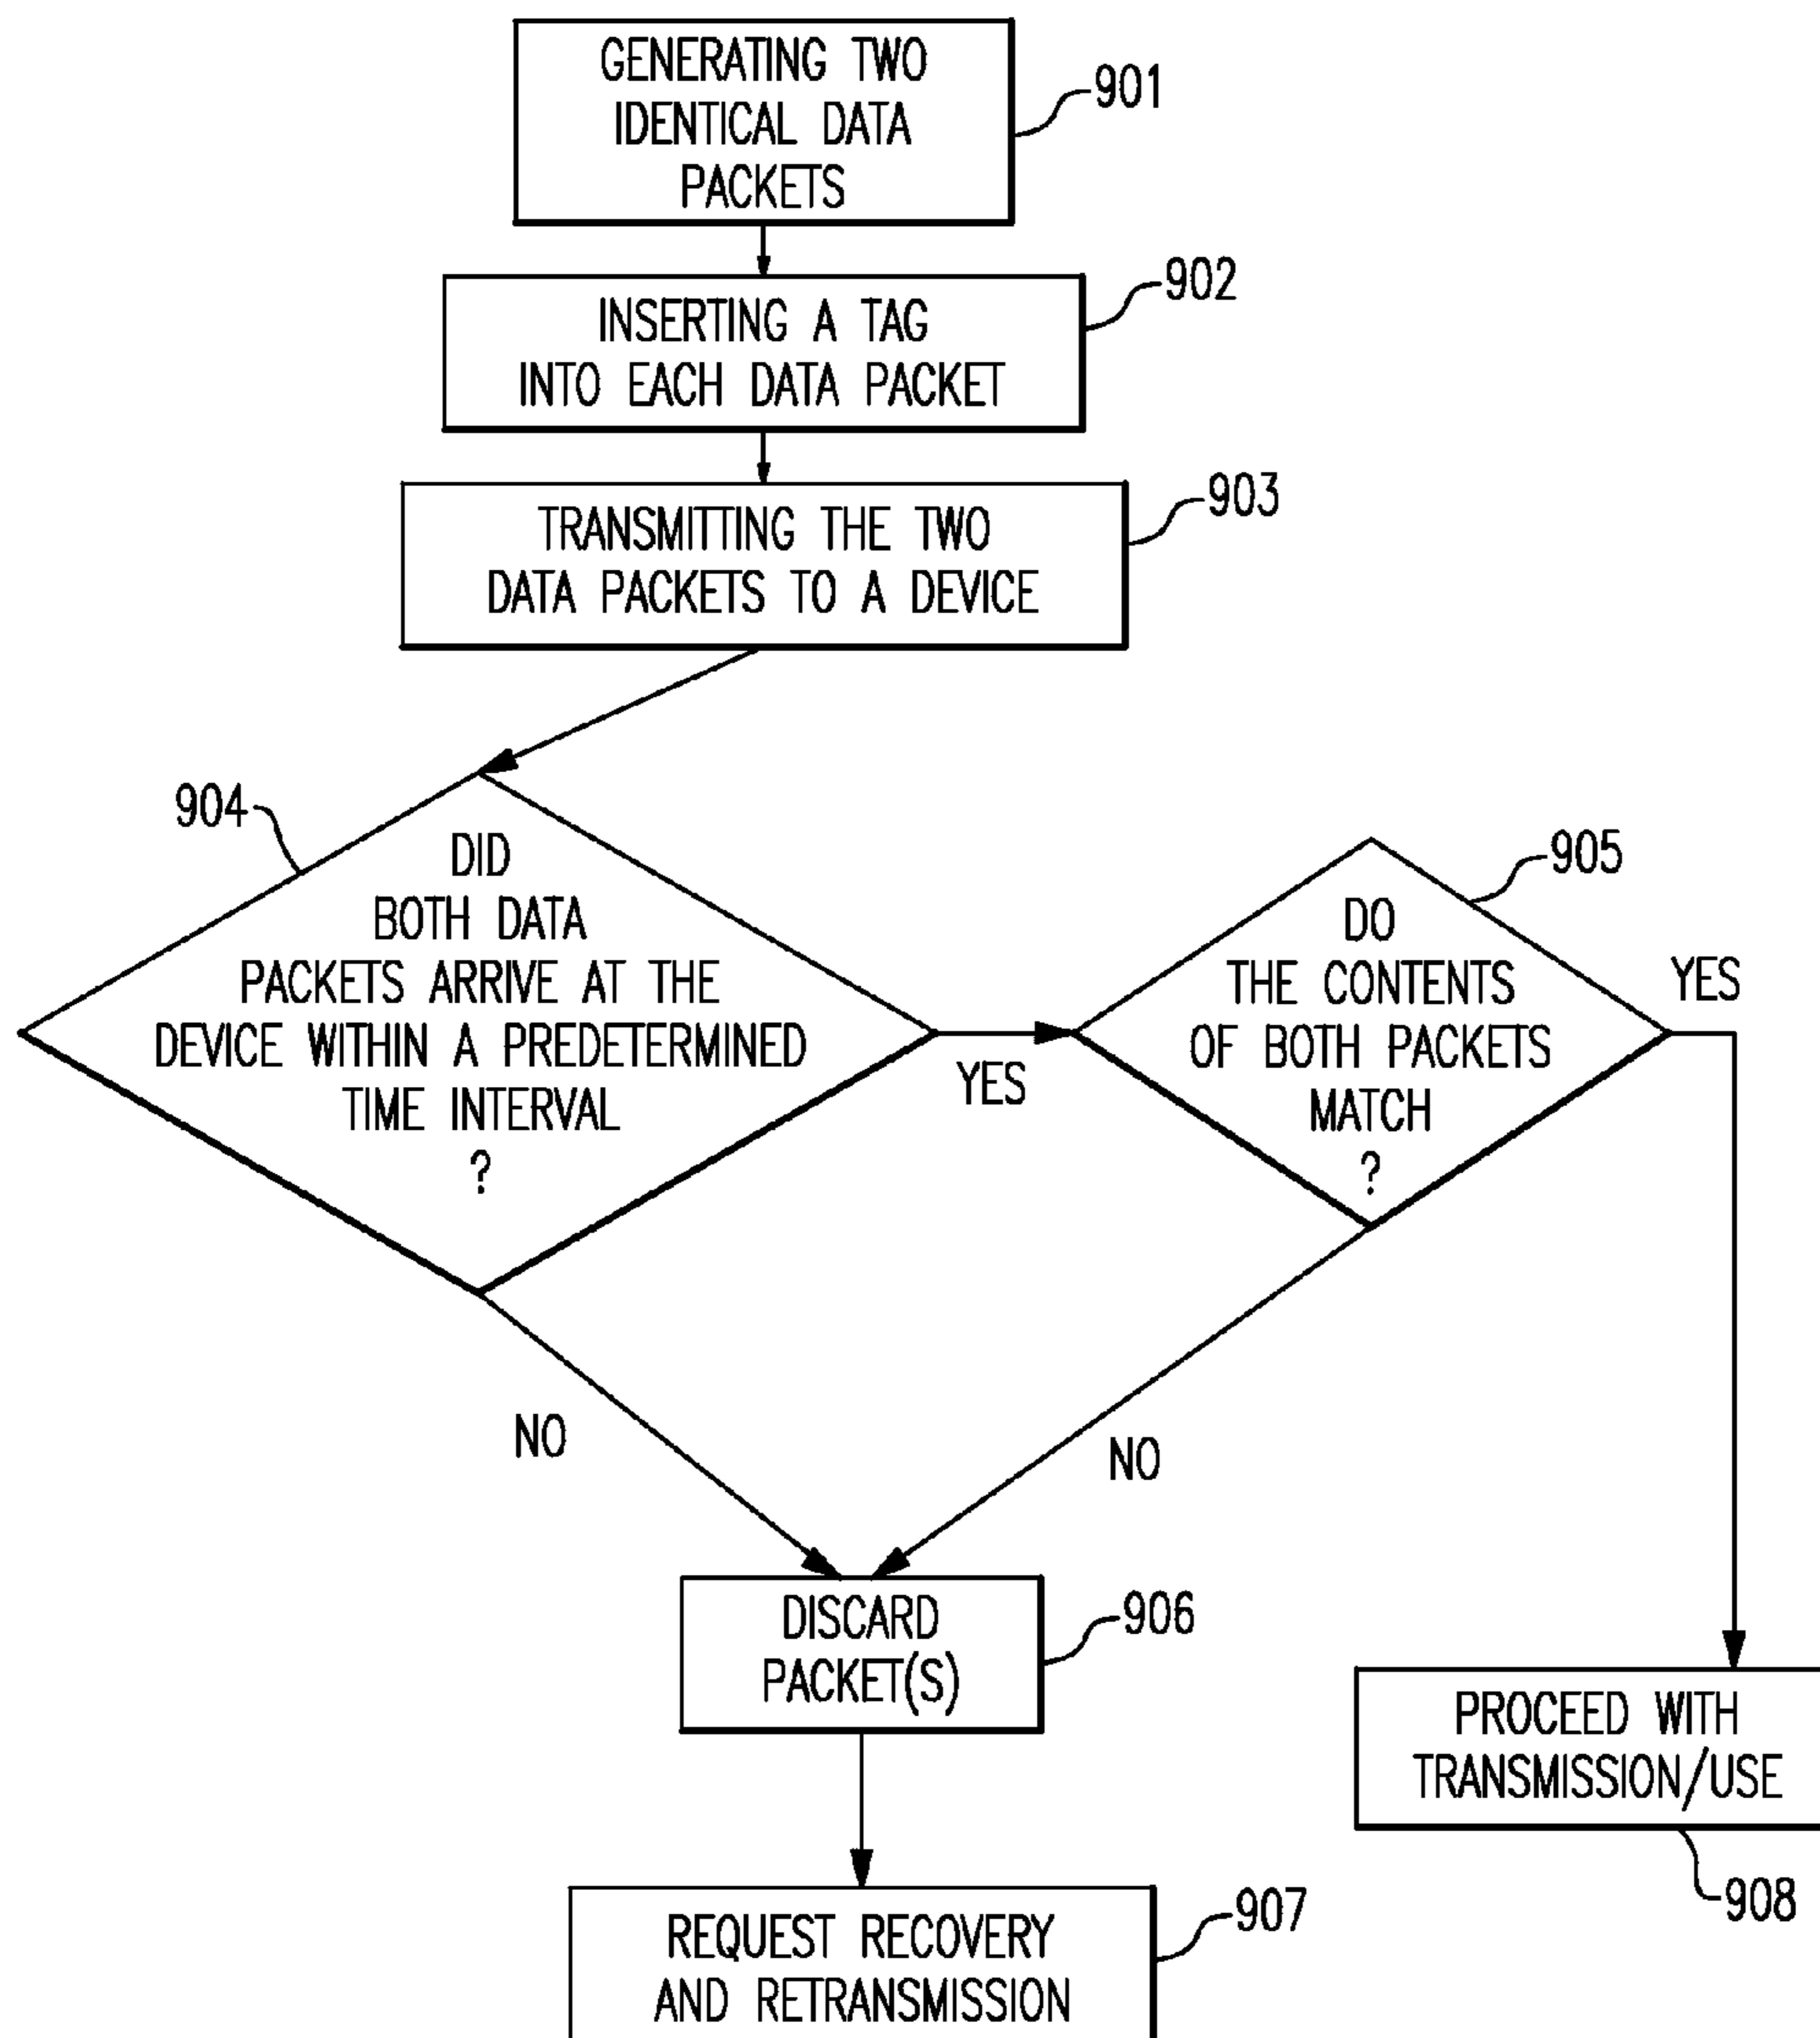 GENERATING TWO
IDENTICAL DATA
PACKETS
901
INSERTING A TAG
INTO EACH DATA PACKET
902
TRANSMITTING THE TWO
DATA PACKETS TO A DEVICE
903
904
DID
BOTH DATA
PACKETS ARRIVE AT THE
DEVICE WITHIN A PREDETERMINED
TIME INTERVAL
?
YES
905
DO
THE CONTENTS
OF BOTH PACKETS
MATCH
?
YES
NO
NO
DISCARD
PACKET(S)
906
PROCEED WITH
TRANSMISSION/USE
908
REQUEST RECOVERY
AND RETRANSMISSION
907